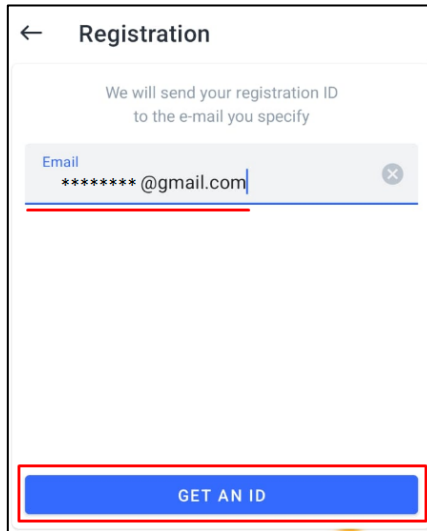 Registration
We will send your registration ID
to the e-mail you specify
Email
******** @gmail.com
GET AN ID